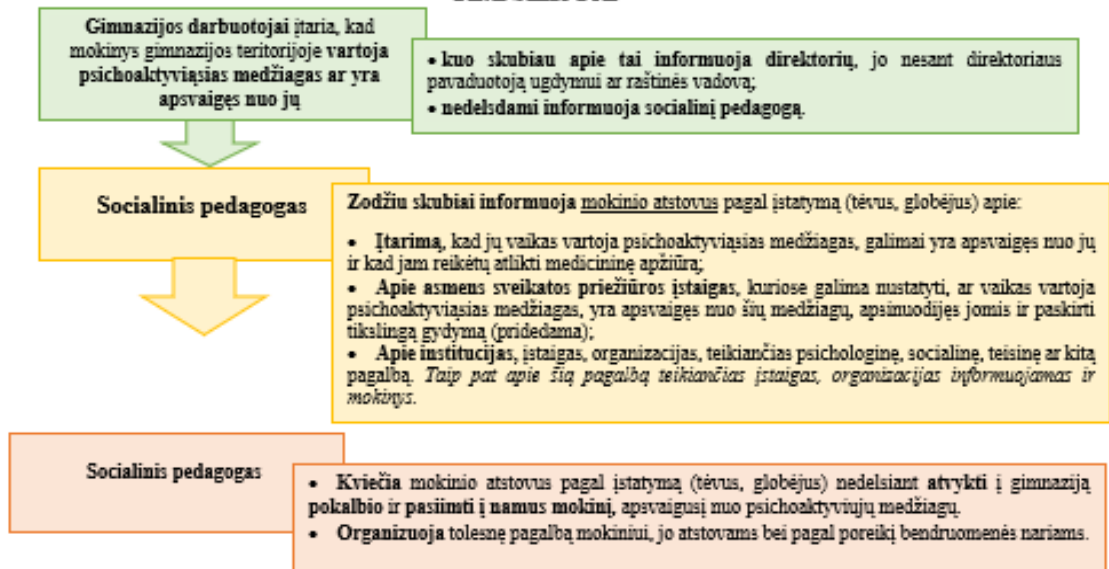 Gimnazijos darbuotojai įtaria, kad
mokinys gimnazijos teritorijoje vartoja
psichoaktyviąsias medžiagas ar yra
apsvaigęs nuo jų
• kuo skubiau apie tai informuoja direktorių, jo nesant direktoriaus
pavaduotoją ugdymui ar raštinės vadovą;
• nedelsdami informuoja socialinį pedagogą.
Socialinis pedagogas
Zodžiu skubiai informuoja mokinio atstovus pagal įstatymą (tėvus, globėjus) apie:
• Įtarimą, kad jų vaikas vartoja psichoaktyviąsias medžiagas, galimai yra apsvaigęs nuo jų
ir kad jam reikėtų atlikti medicininę apžiūrą;
• Apie asmens sveikatos priežiūros įstaigas, kuriose galima nustatyti, ar vaikas vartoja
psichoaktyviąsias medžiagas, yra apsvaigęs nuo šių medžiagų, apsinuodijęs jomis ir paskirti
tikslingą gydymą (pridedama);
• Apie institucijas, įstaigas, organizacijas, teikiančias psichologinę, socialinę, teisinę ar kitą
pagalbą. Taip pat apie šią pagalbą teikiančias įstaigas, organizacijas informuojamas ir
mokinys.
Socialinis pedagogas
• Kviečia mokinio atstovus pagal įstatymą (tėvus, globėjus) nedelsiant atvykti į gimnaziją
pokalbio ir pasiimti į namus mokinį, apsvaigusį nuo psichoaktyviųjų medžiagų.
• Organizuoja tolesnę pagalbą mokiniui, jo atstovams bei pagal poreikį bendruomenės nariams.